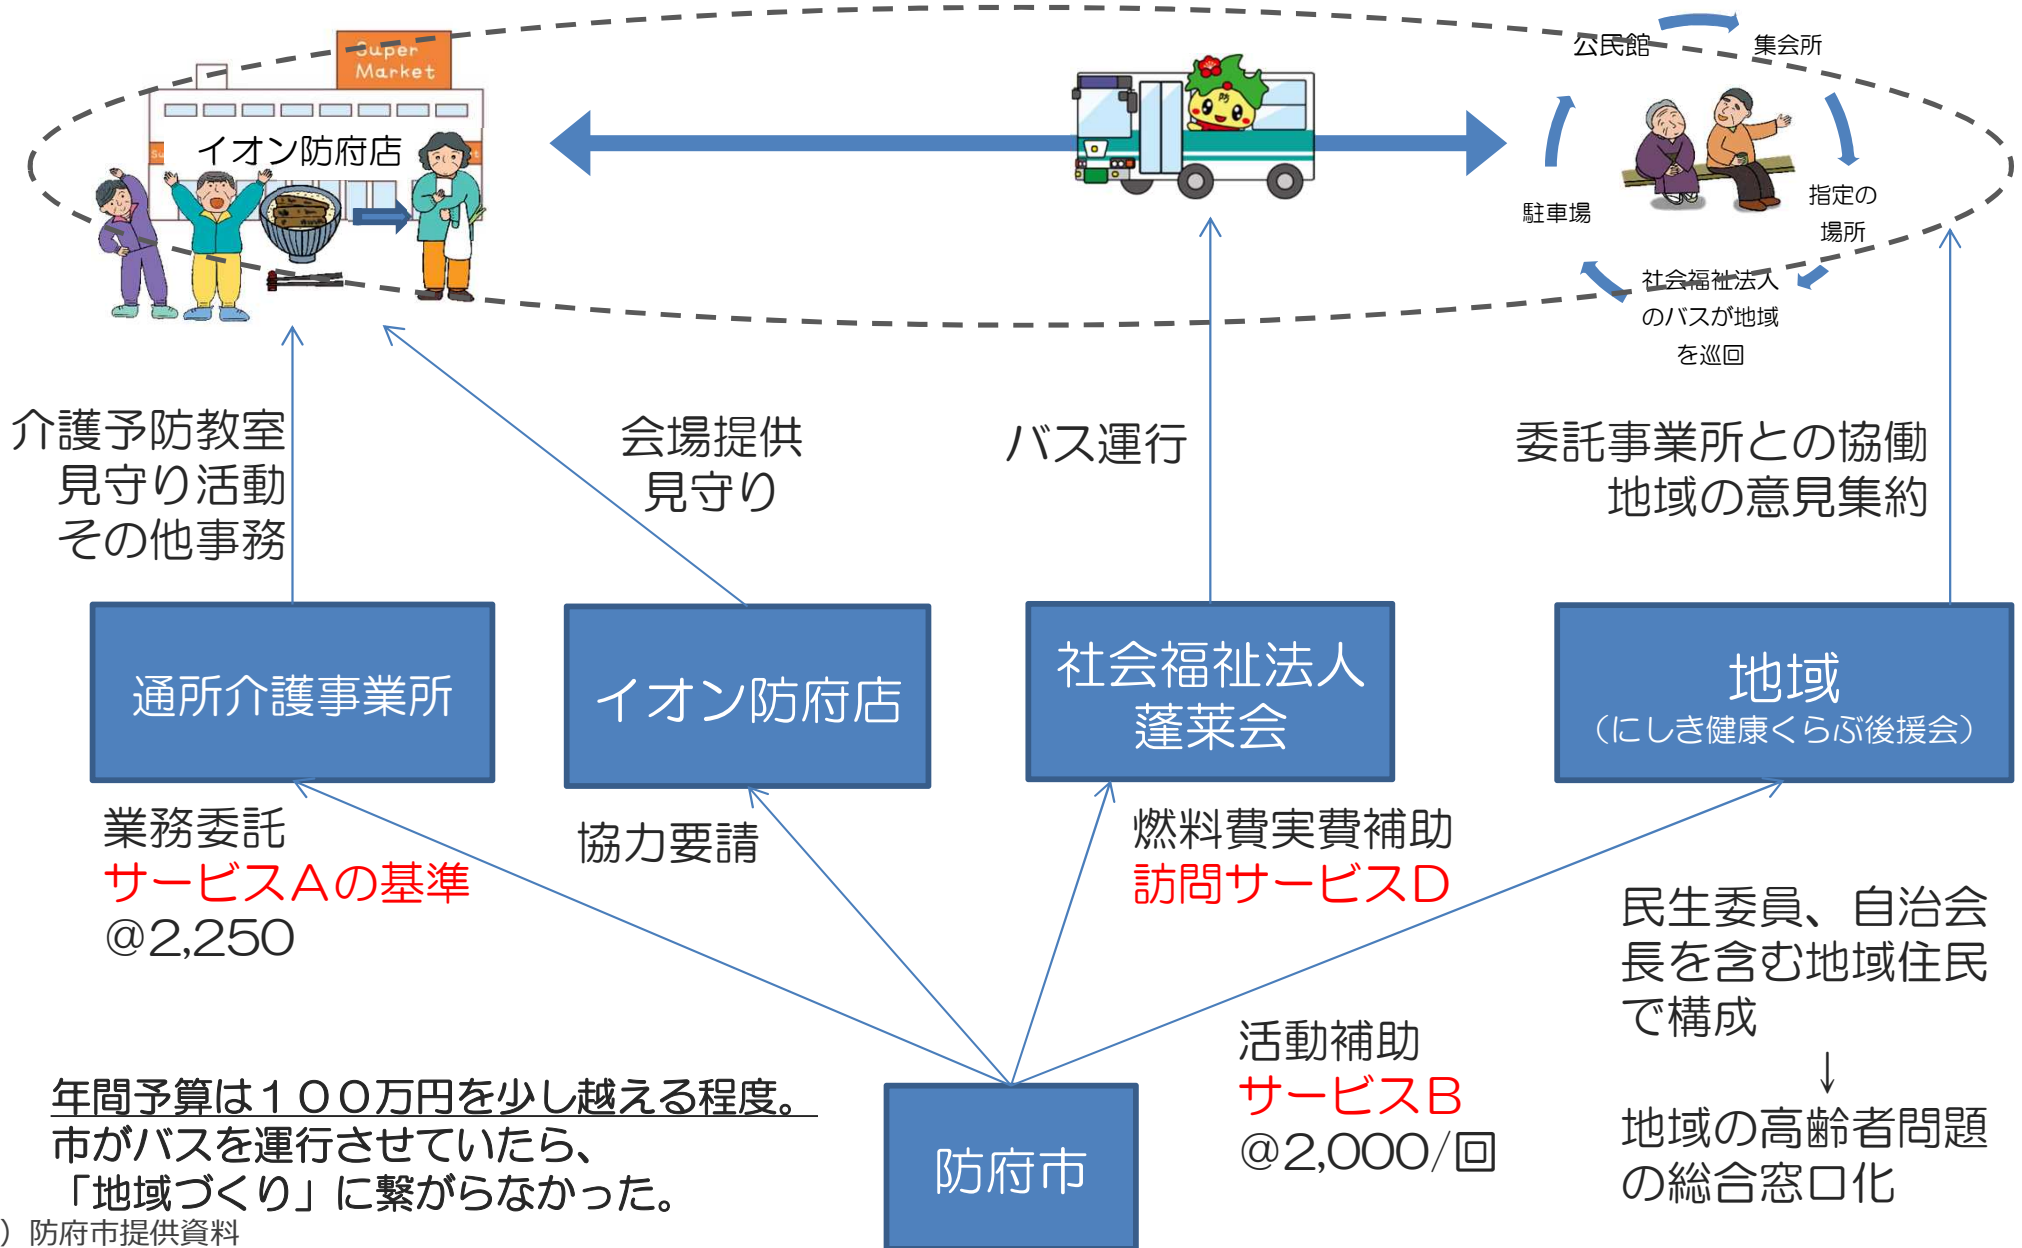 Super
Market
イオン防府店
防
公民館
集会所
指定の
場所
社会福祉法人
のバスが地域
を巡回
駐車場
介護予防教室
見守り活動
その他事務
会場提供
見守り
バス運行
委託事業所との協働
地域の意見集約
通所介護事業所
イオン防府店
社会福祉法人
蓬莱会
地域
（にしき健康くらぶ後援会）
業務委託
サービスAの基準
@2,250
協力要請
燃料費実費補助
訪問サービスD
活動補助
サービスB
@2,000/回
民生委員、自治会
長を含む地域住民
で構成
↓
地域の高齢者問題
の総合窓口化
年間予算は１００万円を少し越える程度。
市がバスを運行させていたら、
「地域づくり」に繋がらなかった。
防府市
）防府市提供資料